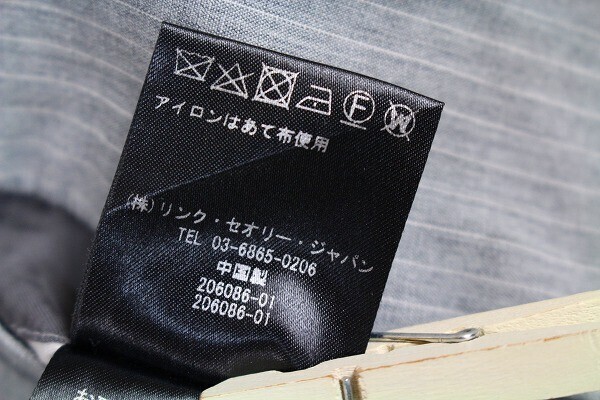 F W
アイロンはあて布使用
(株)リンク・セオリー・ジャパン
TEL 03-6865-0206
中国製
206086-01
206086-01